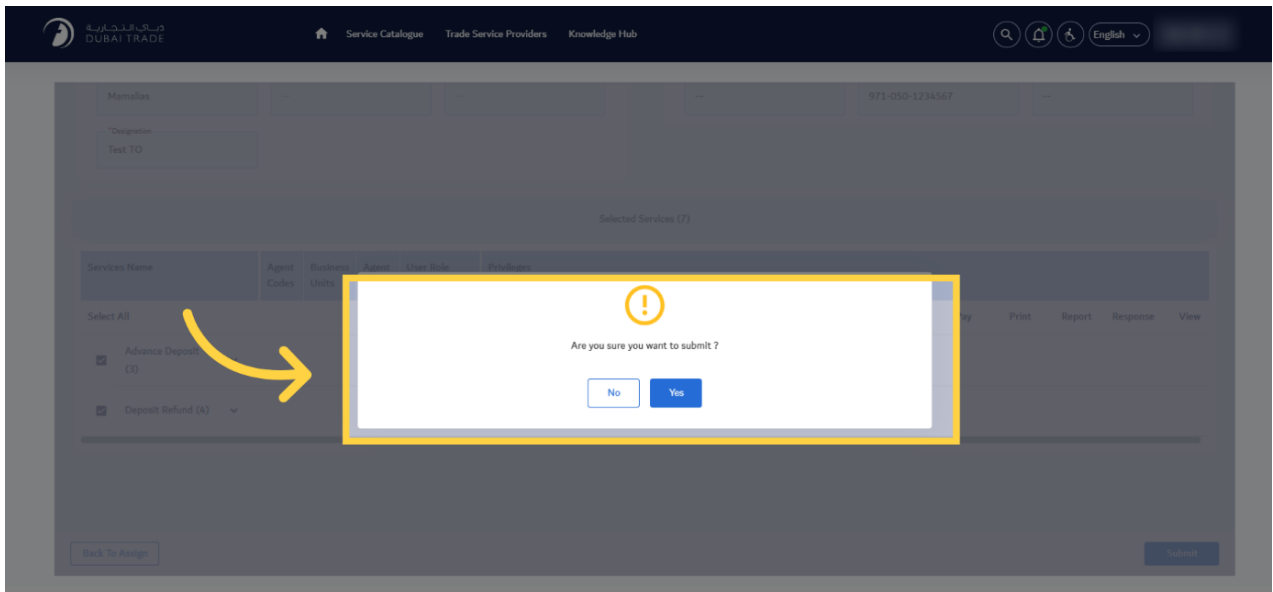 دبي التجارية
DUBAI TRADE
Service Catalogue
Trade Service Providers
Knowledge Hub
English
Mamallas
--
--
--
971-050-1234567
--
*Designation
Test TO
Selected Services (7)
Services Name
Agent Codes
Business Units
Agent
User Role
Privileges
Select All
Pay
Print
Report
Response
View
Advance Deposit
(3)
Deposit Refund (4)
Are you sure you want to submit ?
No
Yes
Back To Assign
Submit